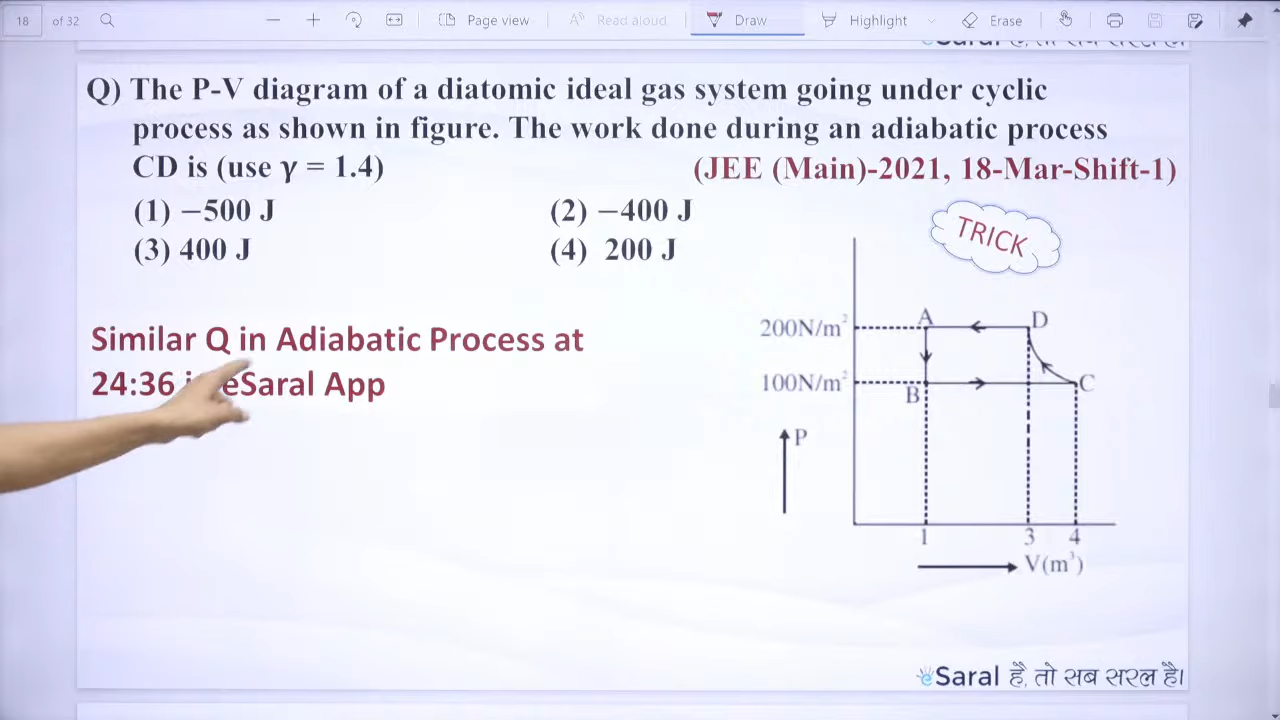 18 of 32 Page view Read aloud Draw Highlight Erase
Q) The P-V diagram of a diatomic ideal gas system going under cyclic
process as shown in figure. The work done during an adiabatic process
CD is (use γ = 1.4) (JEE (Main)-2021, 18-Mar-Shift-1)
(1) −500 J (2) −400 J
(3) 400 J (4) 200 J
TRICK
Similar Q in Adiabatic Process at
24:36 eSaral App
A D
200N/m²
100N/m² B C
P
1 3 4
V(m³)
eSaral है, तो सब सरल है।